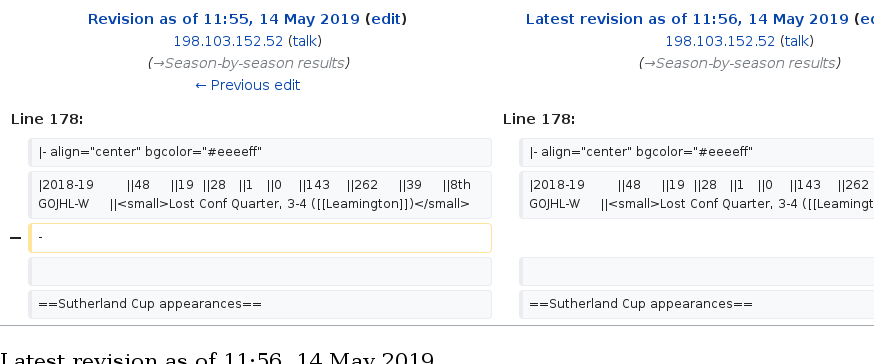 Revision as of 11:55, 14 May 2019 (edit)
198.103.152.52 (talk)
(→Season-by-season results)
← Previous edit
Latest revision as of 11:56, 14 May 2019 (e
198.103.152.52 (talk)
(→Season-by-season results)
Line 178:
Line 178:
|- align="center" bgcolor="#eeeeff"
|- align="center" bgcolor="#eeeeff"
|2018-19 ||48 ||19 ||28 ||1 ||0 ||143 ||262 ||39 ||8th
GOJHL-W ||<small>Lost Conf Quarter, 3-4 ([[Leamington]])</small>
|2018-19 ||48 ||19 ||28 ||1 ||0 ||143 ||262
GOJHL-W ||<small>Lost Conf Quarter, 3-4 ([[Leamingt
−
-
==Sutherland Cup appearances==
==Sutherland Cup appearances==
Latest revision as of 11:56, 14 May 2019